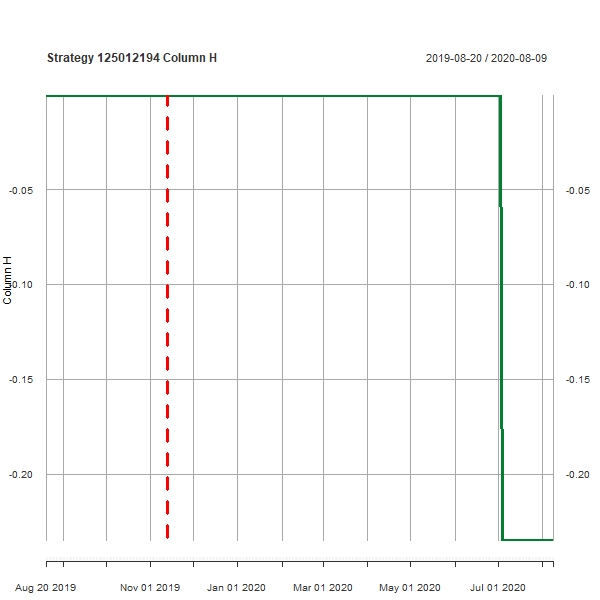 Strategy 125012194 Column H
2019-08-20 / 2020-08-09
-0.05
-0.05
Column H
-0.10
-0.10
-0.15
-0.15
-0.20
-0.20
Aug 20 2019
Nov 01 2019
Jan 01 2020
Mar 01 2020
May 01 2020
Jul 01 2020